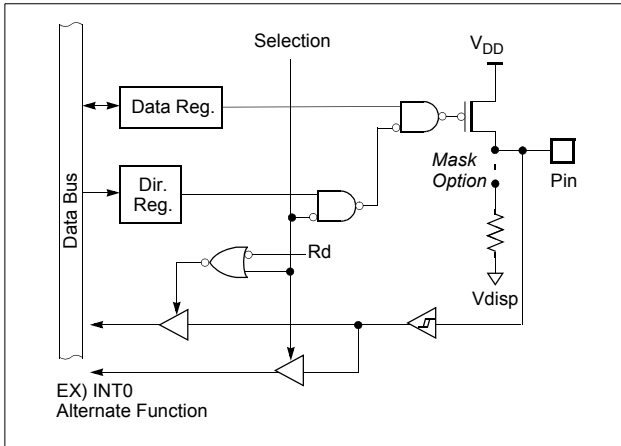 Selection
VDD
Data Reg.
Mask
Option
Pin
Dir.
Reg.
Data Bus
Rd
Vdisp
EX) INT0
Alternate Function